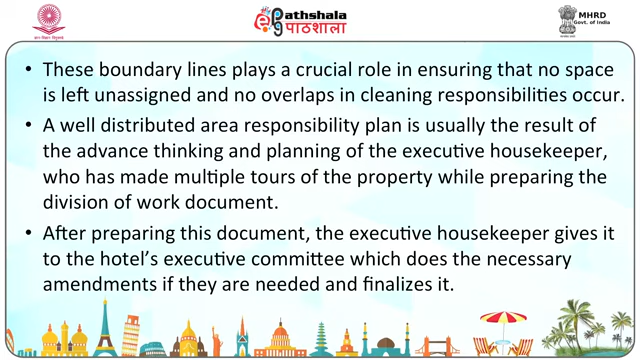 ePathshala
पाठशाला
MHRD
Govt. of India
• These boundary lines plays a crucial role in ensuring that no space
is left unassigned and no overlaps in cleaning responsibilities occur.
• A well distributed area responsibility plan is usually the result of
the advance thinking and planning of the executive housekeeper,
who has made multiple tours of the property while preparing the
division of work document.
• After preparing this document, the executive housekeeper gives it
to the hotel's executive committee which does the necessary
amendments if they are needed and finalizes it.